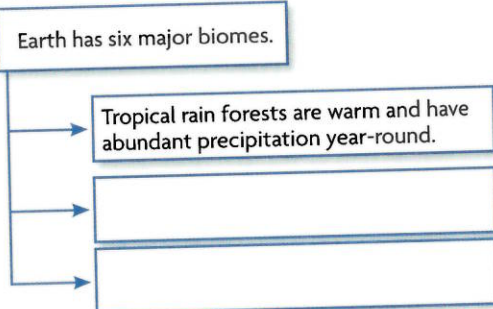 Earth has six major biomes.
Tropical rain forests are warm and have
abundant precipitation year-round.